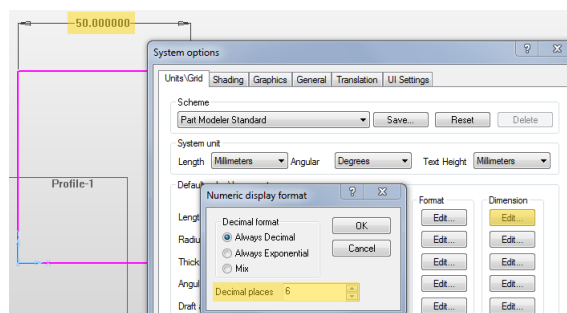 50.000000
System options
Units\Grid Shading Graphics General Translation UI Settings
Scheme
Part Modeler Standard Save... Reset Delete
System unit
Length Millimeters Angular Degrees Text Height Millimeters
Profile-1
Numeric display format
Format Dimension
Decimal format
Always Decimal
Always Exponential
Mix
OK
Cancel
Decimal places 6
Edit... Edit...
Edit... Edit...
Edit... Edit...
Edit... Edit...
Edit... Edit...